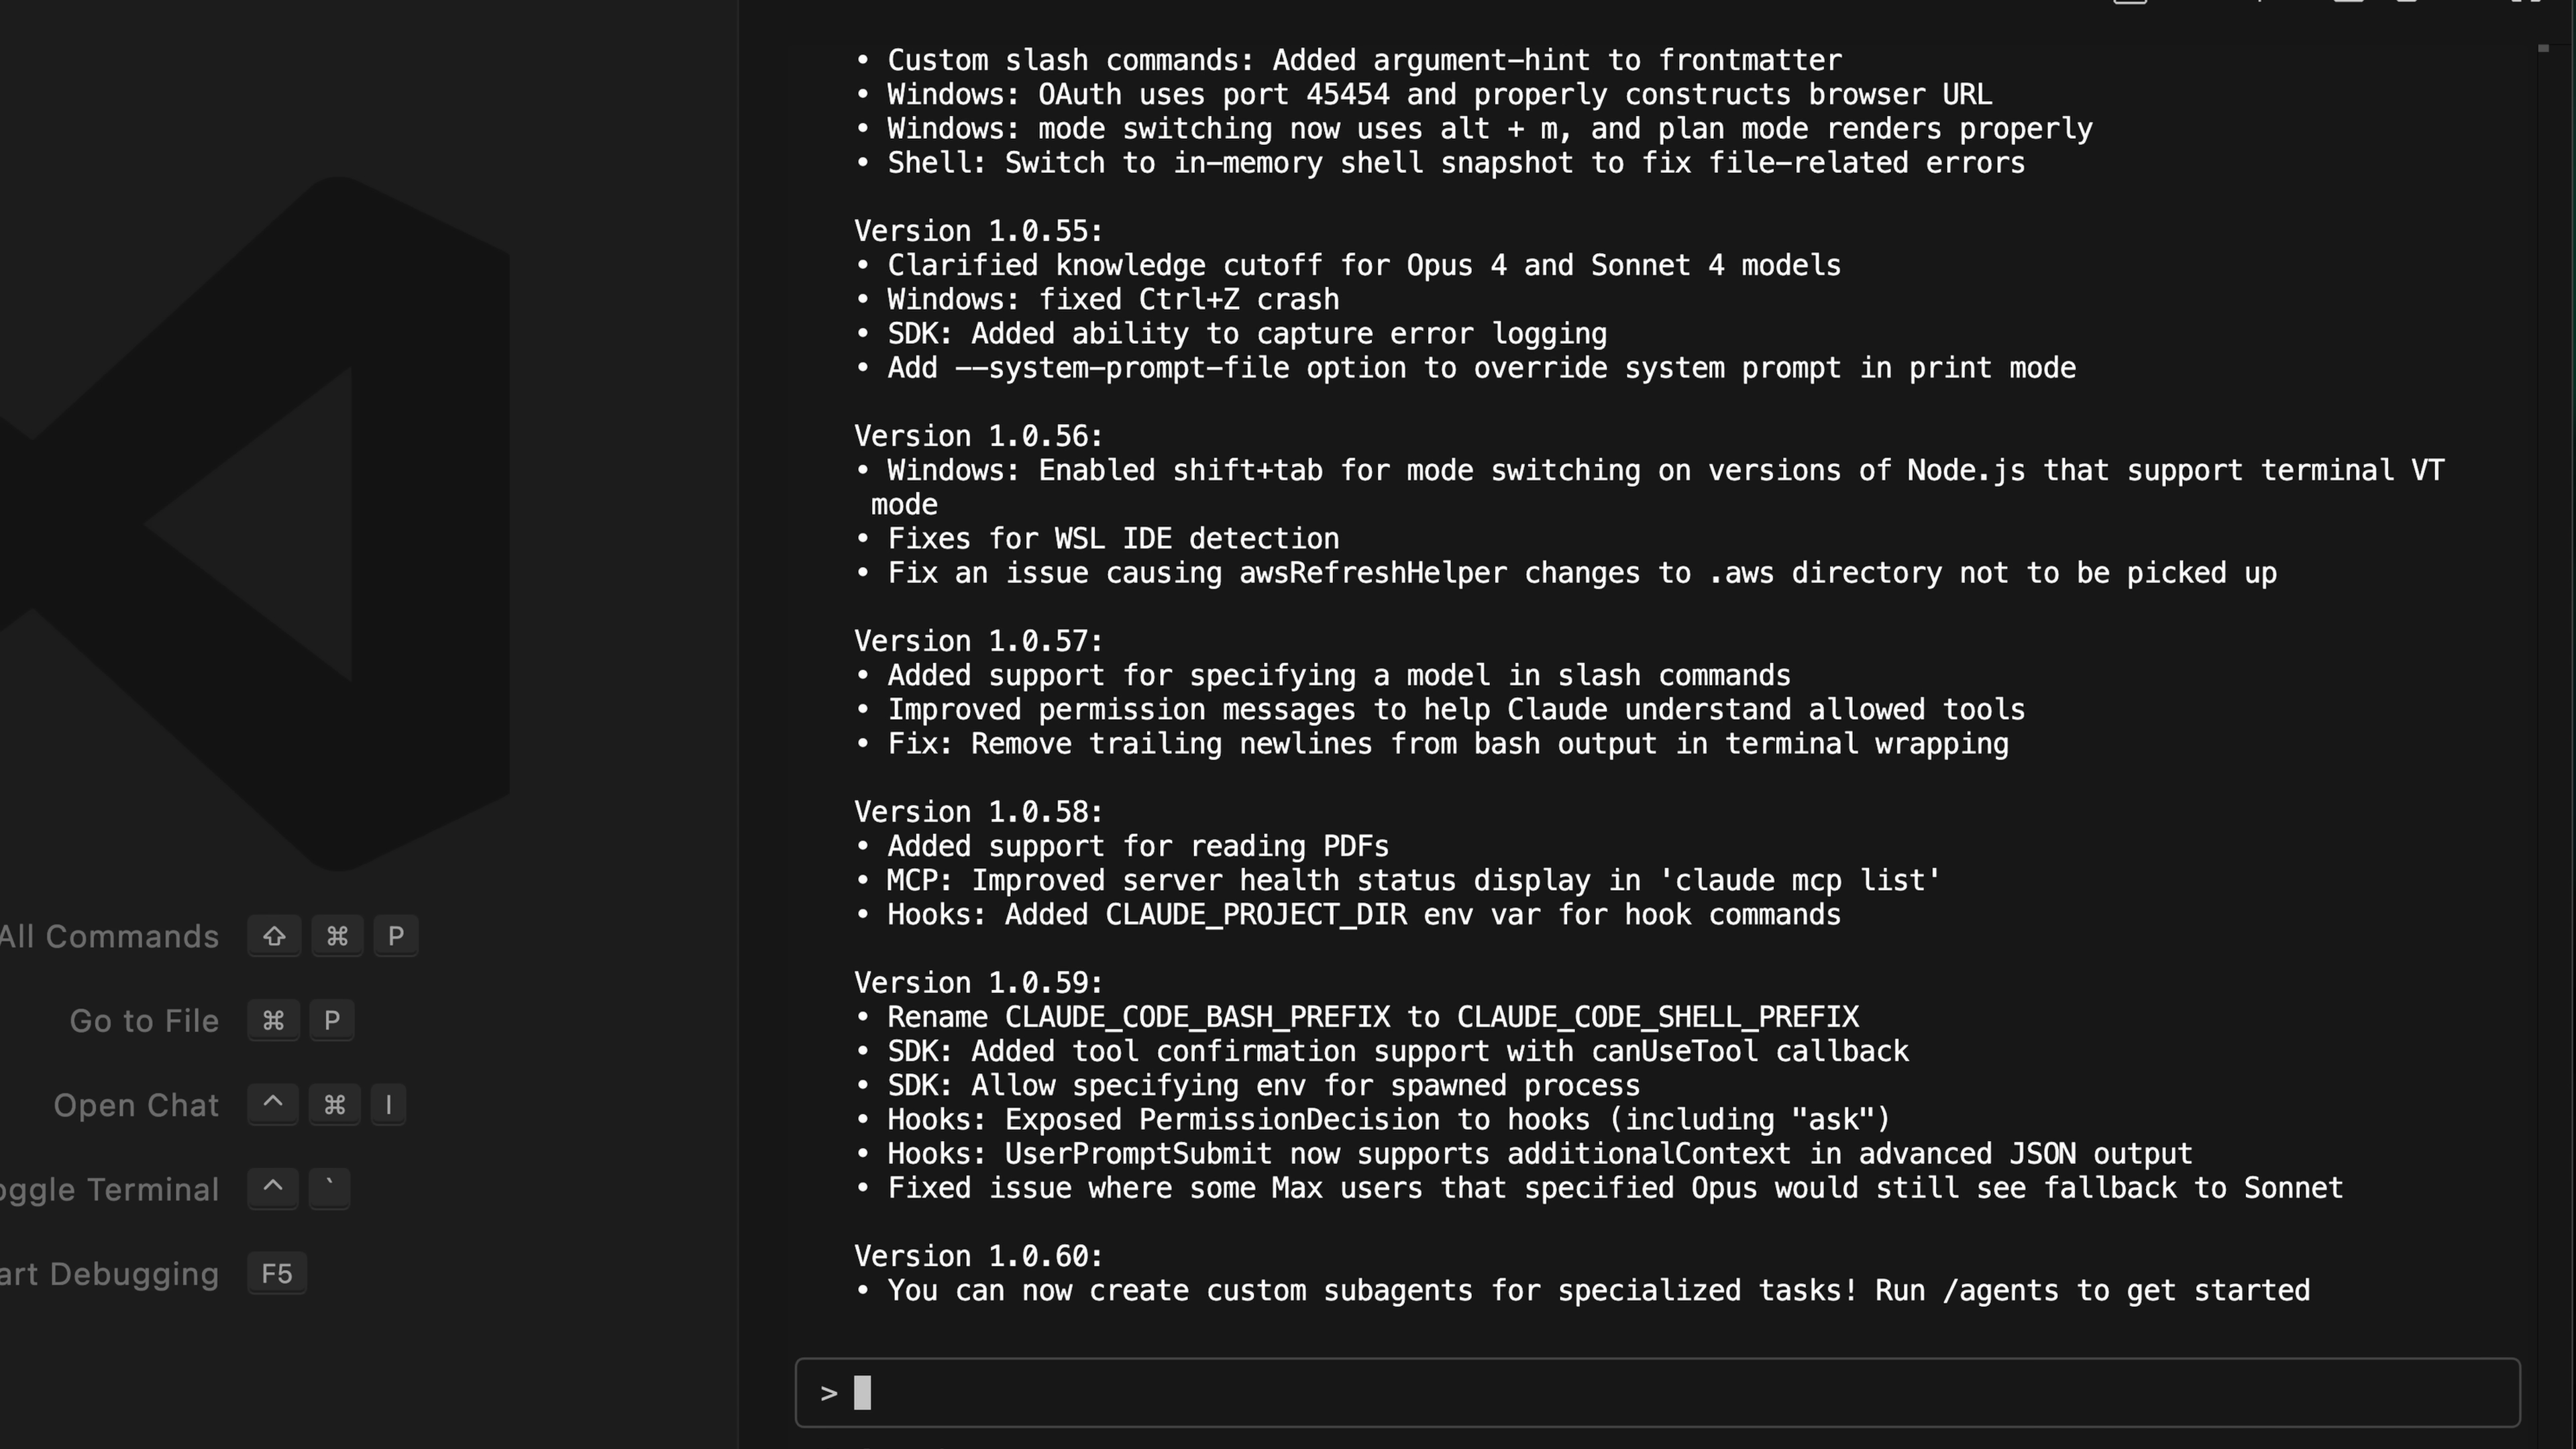 • Custom slash commands: Added argument-hint to frontmatter
• Windows: OAuth uses port 45454 and properly constructs browser URL
• Windows: mode switching now uses alt + m, and plan mode renders properly
• Shell: Switch to in-memory shell snapshot to fix file-related errors
Version 1.0.55:
• Clarified knowledge cutoff for Opus 4 and Sonnet 4 models
• Windows: fixed Ctrl+Z crash
• SDK: Added ability to capture error logging
• Add --system-prompt-file option to override system prompt in print mode
Version 1.0.56:
• Windows: Enabled shift+tab for mode switching on versions of Node.js that support terminal VT
mode
• Fixes for WSL IDE detection
• Fix an issue causing awsRefreshHelper changes to .aws directory not to be picked up
Version 1.0.57:
• Added support for specifying a model in slash commands
• Improved permission messages to help Claude understand allowed tools
• Fix: Remove trailing newlines from bash output in terminal wrapping
Version 1.0.58:
• Added support for reading PDFs
• MCP: Improved server health status display in 'claude mcp list'
• Hooks: Added CLAUDE_PROJECT_DIR env var for hook commands
Version 1.0.59:
• Rename CLAUDE_CODE_BASH_PREFIX to CLAUDE_CODE_SHELL_PREFIX
• SDK: Added tool confirmation support with canUseTool callback
• SDK: Allow specifying env for spawned process
• Hooks: Exposed PermissionDecision to hooks (including "ask")
• Hooks: UserPromptSubmit now supports additionalContext in advanced JSON output
• Fixed issue where some Max users that specified Opus would still see fallback to Sonnet
Version 1.0.60:
• You can now create custom subagents for specialized tasks! Run /agents to get started
>
All Commands ⇧ ⌘ P
Go to File ⌘ P
Open Chat ^ ⌘ I
oggle Terminal ^ `
art Debugging F5